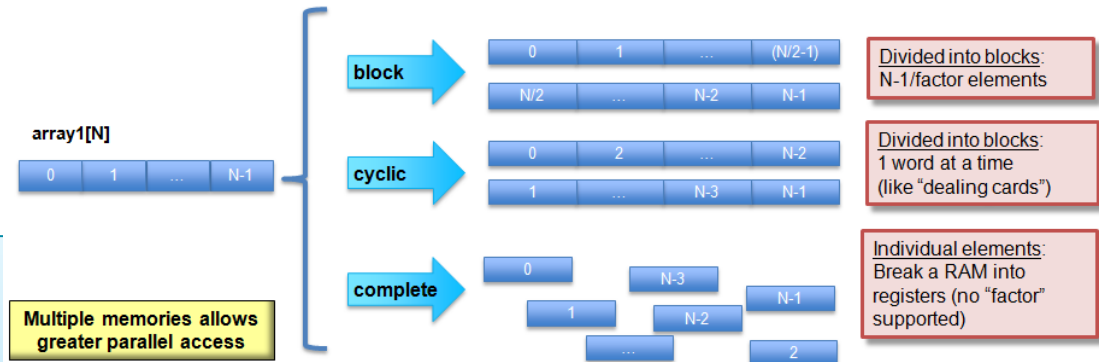 array1[N]
0 1 ... N-1
Multiple memories allows
greater parallel access
block
0 1 ... (N/2-1)
N/2 ... N-2 N-1
Divided into blocks:
N-1/factor elements
cyclic
0 2 ... N-2
1 ... N-3 N-1
Divided into blocks:
1 word at a time
(like “dealing cards”)
complete
0
N-3
N-1
1
N-2
...
2
Individual elements:
Break a RAM into
registers (no “factor”
supported)